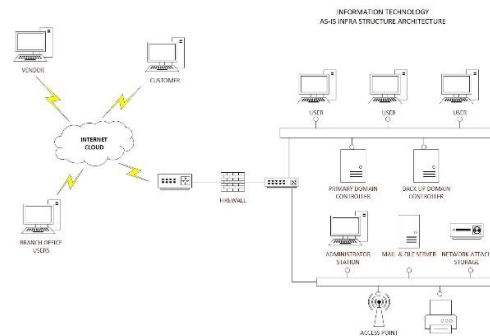 INFORMATION TECHNOLOGY
AS-IS INFRA STRUCTURE ARCHITECTURE
VENDOR
CUSTOMER
INTERNET
CLOUD
USER
USER
USER
FIREWALL
PRIMARY DOMAIN
CONTROLLER
BACK UP DOMAIN
CONTROLLER
BRANCH OFFICE
USERS
ADMINISTRATOR
STATION
MAIL & FILE SERVER
NETWORK ATTACH
STORAGE
ACCESS POINT